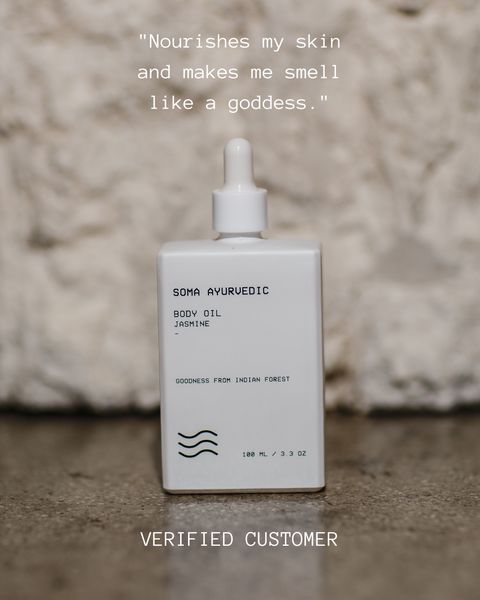 "Nourishes my skin
and makes me smell
like a goddess."
SOMA AYURVEDIC
BODY OIL
JASMINE
-
GOODNESS FROM INDIAN FOREST
100 ML / 3.3 OZ
VERIFIED CUSTOMER